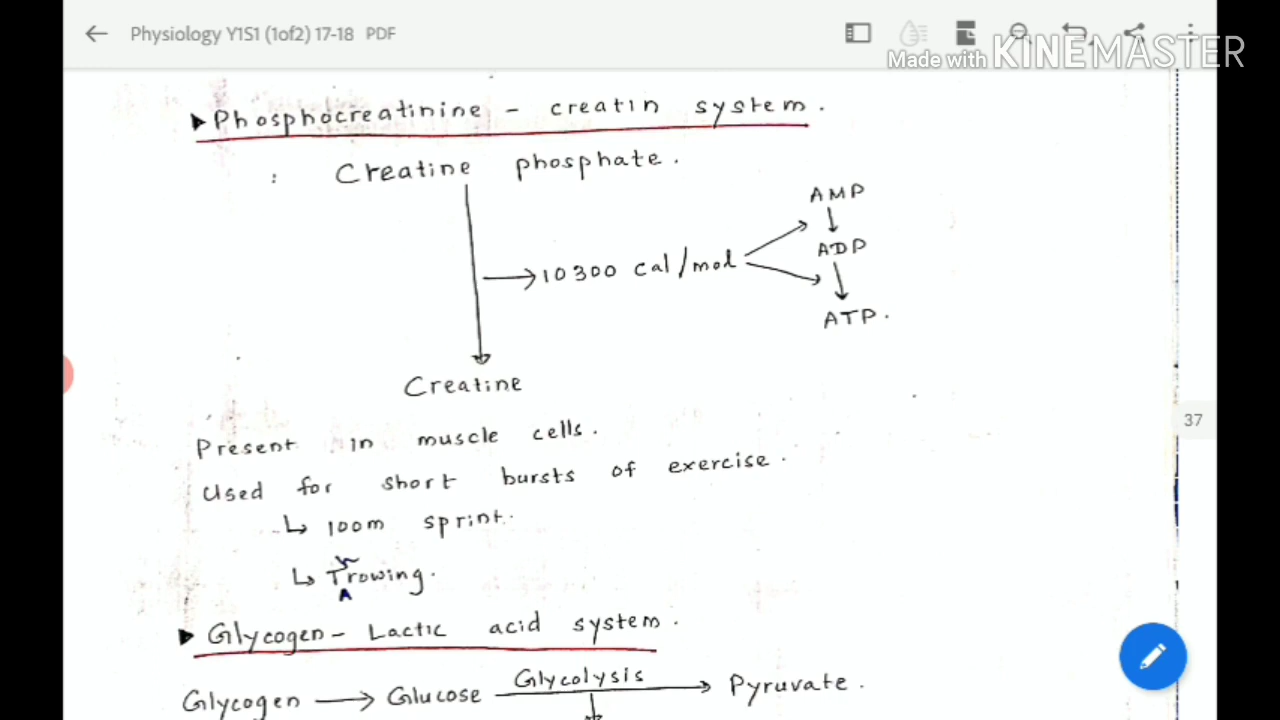 Physiology Y1S1 (1of2) 17-18 PDF
Made with KINEMASTER
Phosphocreatinine - creatin system.
: Creatine phosphate.
AMP
ADP
10300 cal/mol
ATP.
Creatine
Present in muscle cells.
37
Used for short bursts of exercise.
100m sprint.
h
Trowing.
Glycogen - Lactic acid system.
Glycolysis
Glycogen → Glucose → Pyruvate.